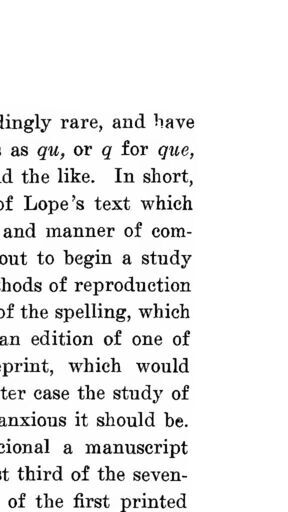 dingly rare, and have
s as qu, or q for que,
nd the like. In short,
of Lope's text which
and manner of com-
out to begin a study
thods of reproduction
of the spelling, which
an edition of one of
eprint, which would
ter case the study of
anxious it should be.
cional a manuscript
st third of the seven-
of the first printed